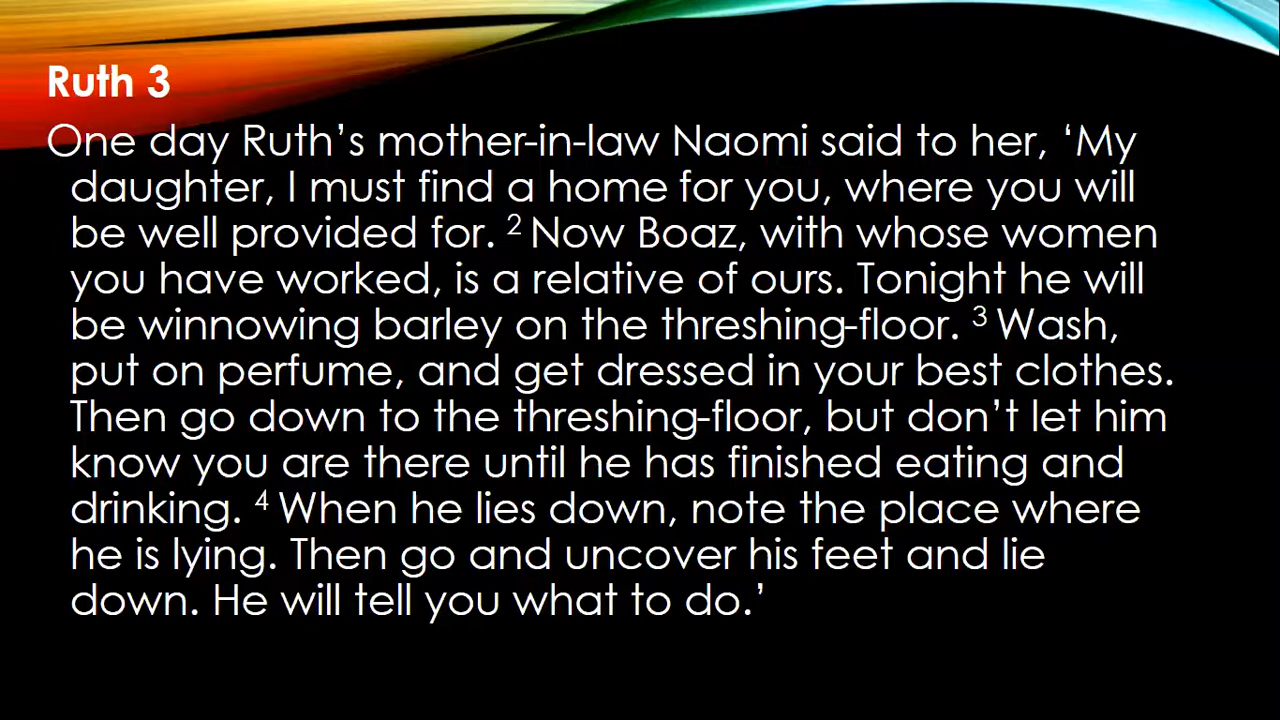 Ruth 3
One day Ruth’s mother-in-law Naomi said to her, ‘My
daughter, I must find a home for you, where you will
be well provided for. ² Now Boaz, with whose women
you have worked, is a relative of ours. Tonight he will
be winnowing barley on the threshing-floor. ³ Wash,
put on perfume, and get dressed in your best clothes.
Then go down to the threshing-floor, but don’t let him
know you are there until he has finished eating and
drinking. ⁴ When he lies down, note the place where
he is lying. Then go and uncover his feet and lie
down. He will tell you what to do.’